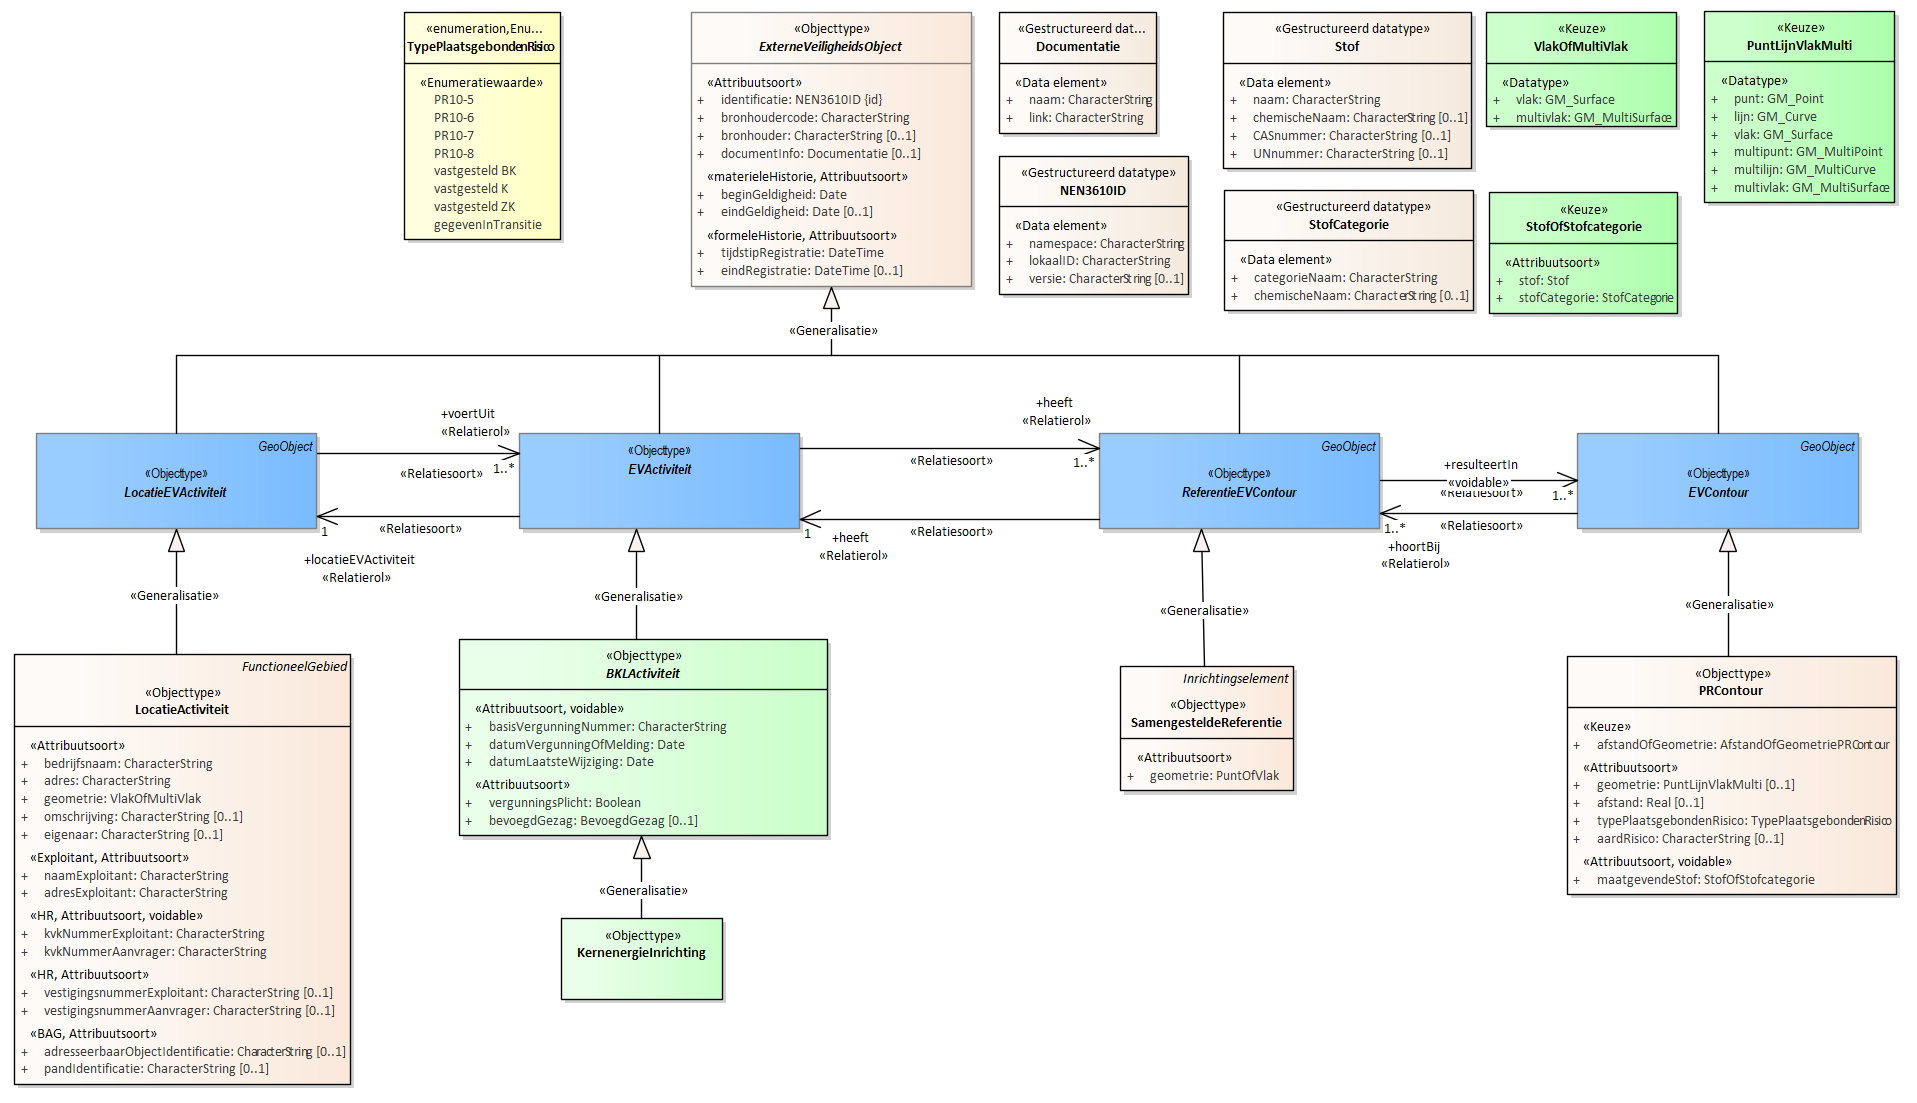 «enumeration,Enu...
TypePlaatsgebondenRisico
«Enumeratiewaarde»
PR10-5
PR10-6
PR10-7
PR10-8
vastgesteld BK
vastgesteld K
vastgesteld ZK
gegevenInTransitie
«Objecttype»
ExterneVeiligheidsObject
«Attribuutsoort»
+ identificatie: NEN3610ID {id}
+ bronhoudercode: CharacterString
+ bronhouder: CharacterString [0..1]
+ documentInfo: Documentatie [0..1]
«materieleHistorie, Attribuutsoort»
+ beginGeldigheid: Date
+ eindGeldigheid: Date [0..1]
«formeleHistorie, Attribuutsoort»
+ tijdstipRegistratie: DateTime
+ eindRegistratie: DateTime [0..1]
«Gestructureerd dat...
Documentatie
«Data element»
+ naam: CharacterString
+ link: CharacterString
«Gestructureerd datatype»
NEN3610ID
«Data element»
+ namespace: CharacterString
+ lokaalID: CharacterString
+ versie: CharacterString [0..1]
«Gestructureerd datatype»
Stof
«Data element»
+ naam: CharacterString
+ chemischeNaam: CharacterString [0..1]
+ CASnummer: CharacterString [0..1]
+ UNnummer: CharacterString [0..1]
«Gestructureerd datatype»
StofCategorie
«Data element»
+ categorieNaam: CharacterString
+ chemischeNaam: CharacterString [0..1]
«Keuze»
VlakOfMultiVlak
«Datatype»
+ vlak: GM_Surface
+ multivlak: GM_MultiSurface
«Keuze»
StofOfStofcategorie
«Attribuutsoort»
+ stof: Stof
+ stofCategorie: StofCategorie
«Keuze»
PuntLijnVlakMulti
«Datatype»
+ punt: GM_Point
+ lijn: GM_Curve
+ vlak: GM_Surface
+ multipunt: GM_MultiPoint
+ multilijn: GM_MultiCurve
+ multivlak: GM_MultiSurface
«Generalisatie»
GeoObject
«Objecttype»
LocatieEVActiviteit
+voertUit
«Relatierol»
«Relatiesoort»
1..*
«Relatiesoort»
1
+locatieEVActiviteit
«Relatierol»
«Objecttype»
EVActiviteit
+heeft
«Relatierol»
«Relatiesoort»
1..*
«Relatiesoort»
1
+heeft
«Relatierol»
GeoObject
«Objecttype»
ReferentieEVContour
+resulteertIn
«voidable»
«Relatiesoort»
1..*
«Relatiesoort»
1..*
+hoortBij
«Relatierol»
GeoObject
«Objecttype»
EVContour
«Generalisatie»
«Generalisatie»
«Generalisatie»
«Generalisatie»
FunctioneelGebied
«Objecttype»
LocatieActiviteit
«Attribuutsoort»
+ bedrijfsnaam: CharacterString
+ adres: CharacterString
+ geometrie: VlakOfMultiVlak
+ omschrijving: CharacterString [0..1]
+ eigenaar: CharacterString [0..1]
«Exploitant, Attribuutsoort»
+ naamExploitant: CharacterString
+ adresExploitant: CharacterString
«HR, Attribuutsoort, voidable»
+ kvkNummerExploitant: CharacterString
+ kvkNummerAanvrager: CharacterString
«HR, Attribuutsoort»
+ vestigingsnummerExploitant: CharacterString [0..1]
+ vestigingsnummerAanvrager: CharacterString [0..1]
«BAG, Attribuutsoort»
+ adresseerbaarObjectIdentificatie: CharacterString [0..1]
+ pandIdentificatie: CharacterString [0..1]
«Objecttype»
BKLActiviteit
«Attribuutsoort, voidable»
+ basisVergunningNummer: CharacterString
+ datumVergunningOfMelding: Date
+ datumLaatsteWijziging: Date
«Attribuutsoort»
+ vergunningsPlicht: Boolean
+ bevoegdGezag: BevoegdGezag [0..1]
«Generalisatie»
«Objecttype»
KernenergieInrichting
Inrichtingselement
«Objecttype»
SamengesteldeReferentie
«Attribuutsoort»
+ geometrie: PuntOfVlak
«Objecttype»
PRContour
«Keuze»
+ afstandOfGeometrie: AfstandOfGeometriePRContour
«Attribuutsoort»
+ geometrie: PuntLijnVlakMulti [0..1]
+ afstand: Real [0..1]
+ typePlaatsgebondenRisico: TypePlaatsgebondenRisico
+ aardRisico: CharacterString [0..1]
«Attribuutsoort, voidable»
+ maatgevendeStof: StofOfStofcategorie